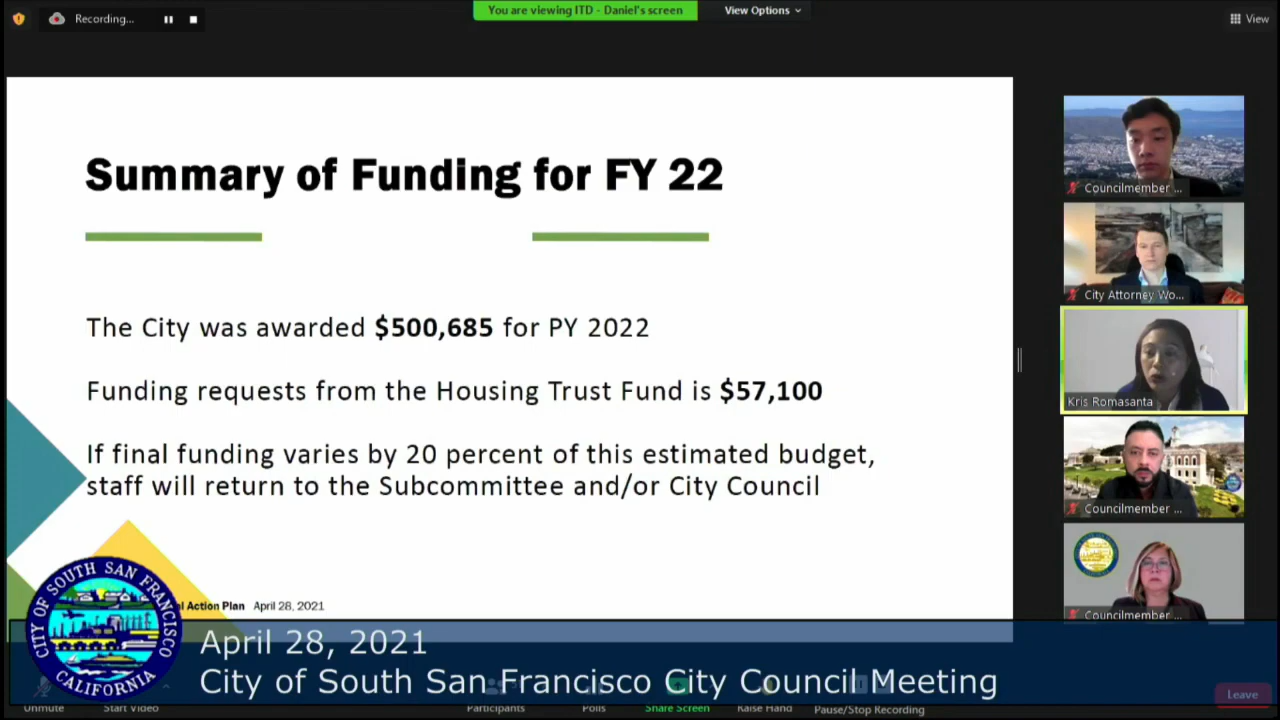 Recording...
You are viewing ITD - Daniel's screen
View Options
View
Summary of Funding for FY 22
The City was awarded $500,685 for PY 2022
Funding requests from the Housing Trust Fund is $57,100
If final funding varies by 20 percent of this estimated budget,
staff will return to the Subcommittee and/or City Council
Action Plan April 28, 2021
Councilmember ...
City Attorney Wo...
Kris Romasanta
Councilmember ...
Councilmember ...
CITY OF SOUTH SAN FRANCISCO
CALIFORNIA
April 28, 2021
City of South San Francisco City Council Meeting
Unmute
Start Video
Participants
Polls
Share Screen
Raise Hand
Pause/Stop Recording
Leave